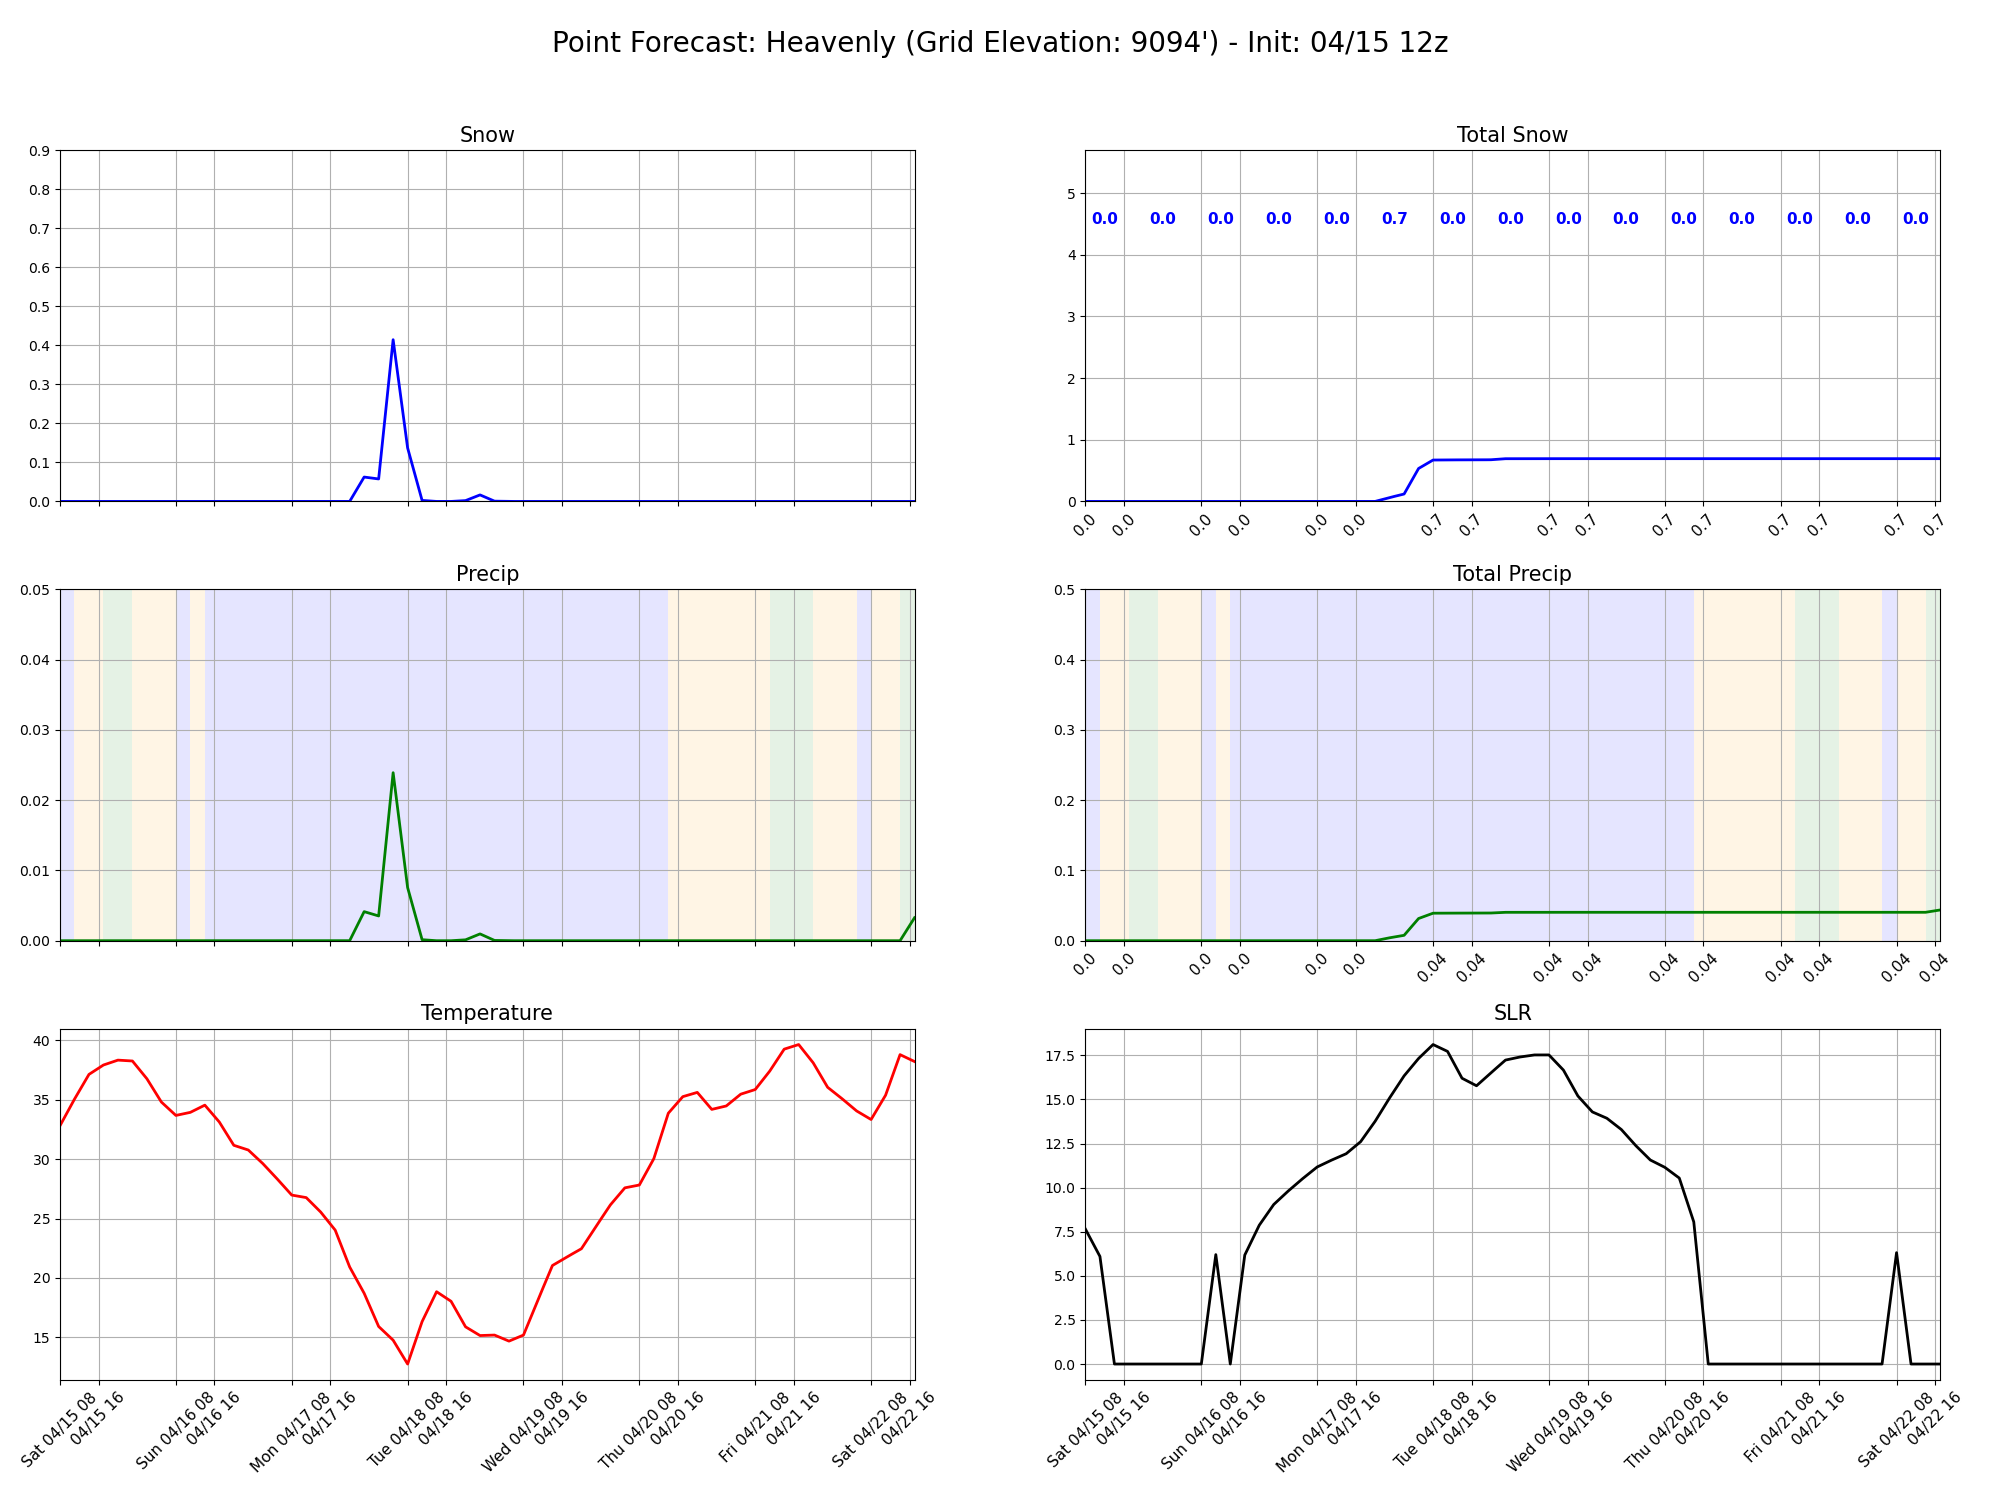 Point Forecast: Heavenly (Grid Elevation: 9094') - Init: 04/15 12z
Snow
0.9
0.8
0.7
0.6
0.5
0.4
0.3
0.2
0.1
0.0
Total Snow
5
4
3
2
1
0
0.0 0.0 0.0 0.0 0.0 0.7 0.0 0.0 0.0 0.0 0.0 0.0 0.0 0.0 0.0
0.0 0.0 0.0 0.0 0.0 0.0 0.7 0.7 0.7 0.7 0.7 0.7 0.7 0.7 0.7 0.7
Precip
0.05
0.04
0.03
0.02
0.01
0.00
Total Precip
0.5
0.4
0.3
0.2
0.1
0.0
0.0 0.0 0.0 0.0 0.0 0.0 0.04 0.04 0.04 0.04 0.04 0.04 0.04 0.04 0.04 0.04
Temperature
40
35
30
25
20
15
Sat 04/15 08
04/15 16
Sun 04/16 08
04/16 16
Mon 04/17 08
04/17 16
Tue 04/18 08
04/18 16
Wed 04/19 08
04/19 16
Thu 04/20 08
04/20 16
Fri 04/21 08
04/21 16
Sat 04/22 08
04/22 16
SLR
17.5
15.0
12.5
10.0
7.5
5.0
2.5
0.0
Sat 04/15 08
04/15 16
Sun 04/16 08
04/16 16
Mon 04/17 08
04/17 16
Tue 04/18 08
04/18 16
Wed 04/19 08
04/19 16
Thu 04/20 08
04/20 16
Fri 04/21 08
04/21 16
Sat 04/22 08
04/22 16